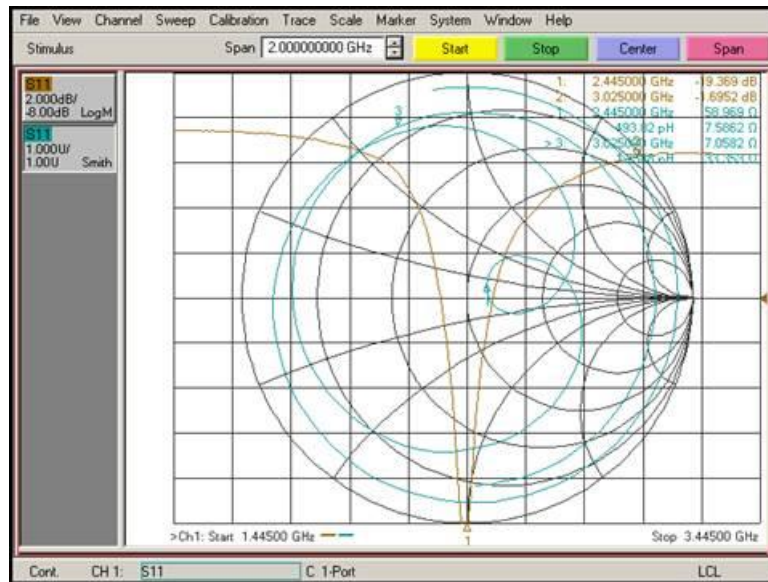 File View Channel Sweep Calibration Trace Scale Marker System Window Help
Stimulus Span 2.000000000 GHz Start Stop Center Span
S11
2.000dB/
-8.00dB LogM
S11
1.000U/
1.00U Smith
1: 2.445000 GHz -19.369 dB
2: 3.025000 GHz -1.6952 dB
1: 2.445000 GHz 58.969 Ω
493.82 pH 7.5862 Ω
> 3: 3.025000 GHz 7.0582 Ω
pH 33.353 Ω
3
1
>Ch1: Start 1.44500 GHz Stop 3.44500 GHz
Cont. CH 1: S11 C 1-Port LCL